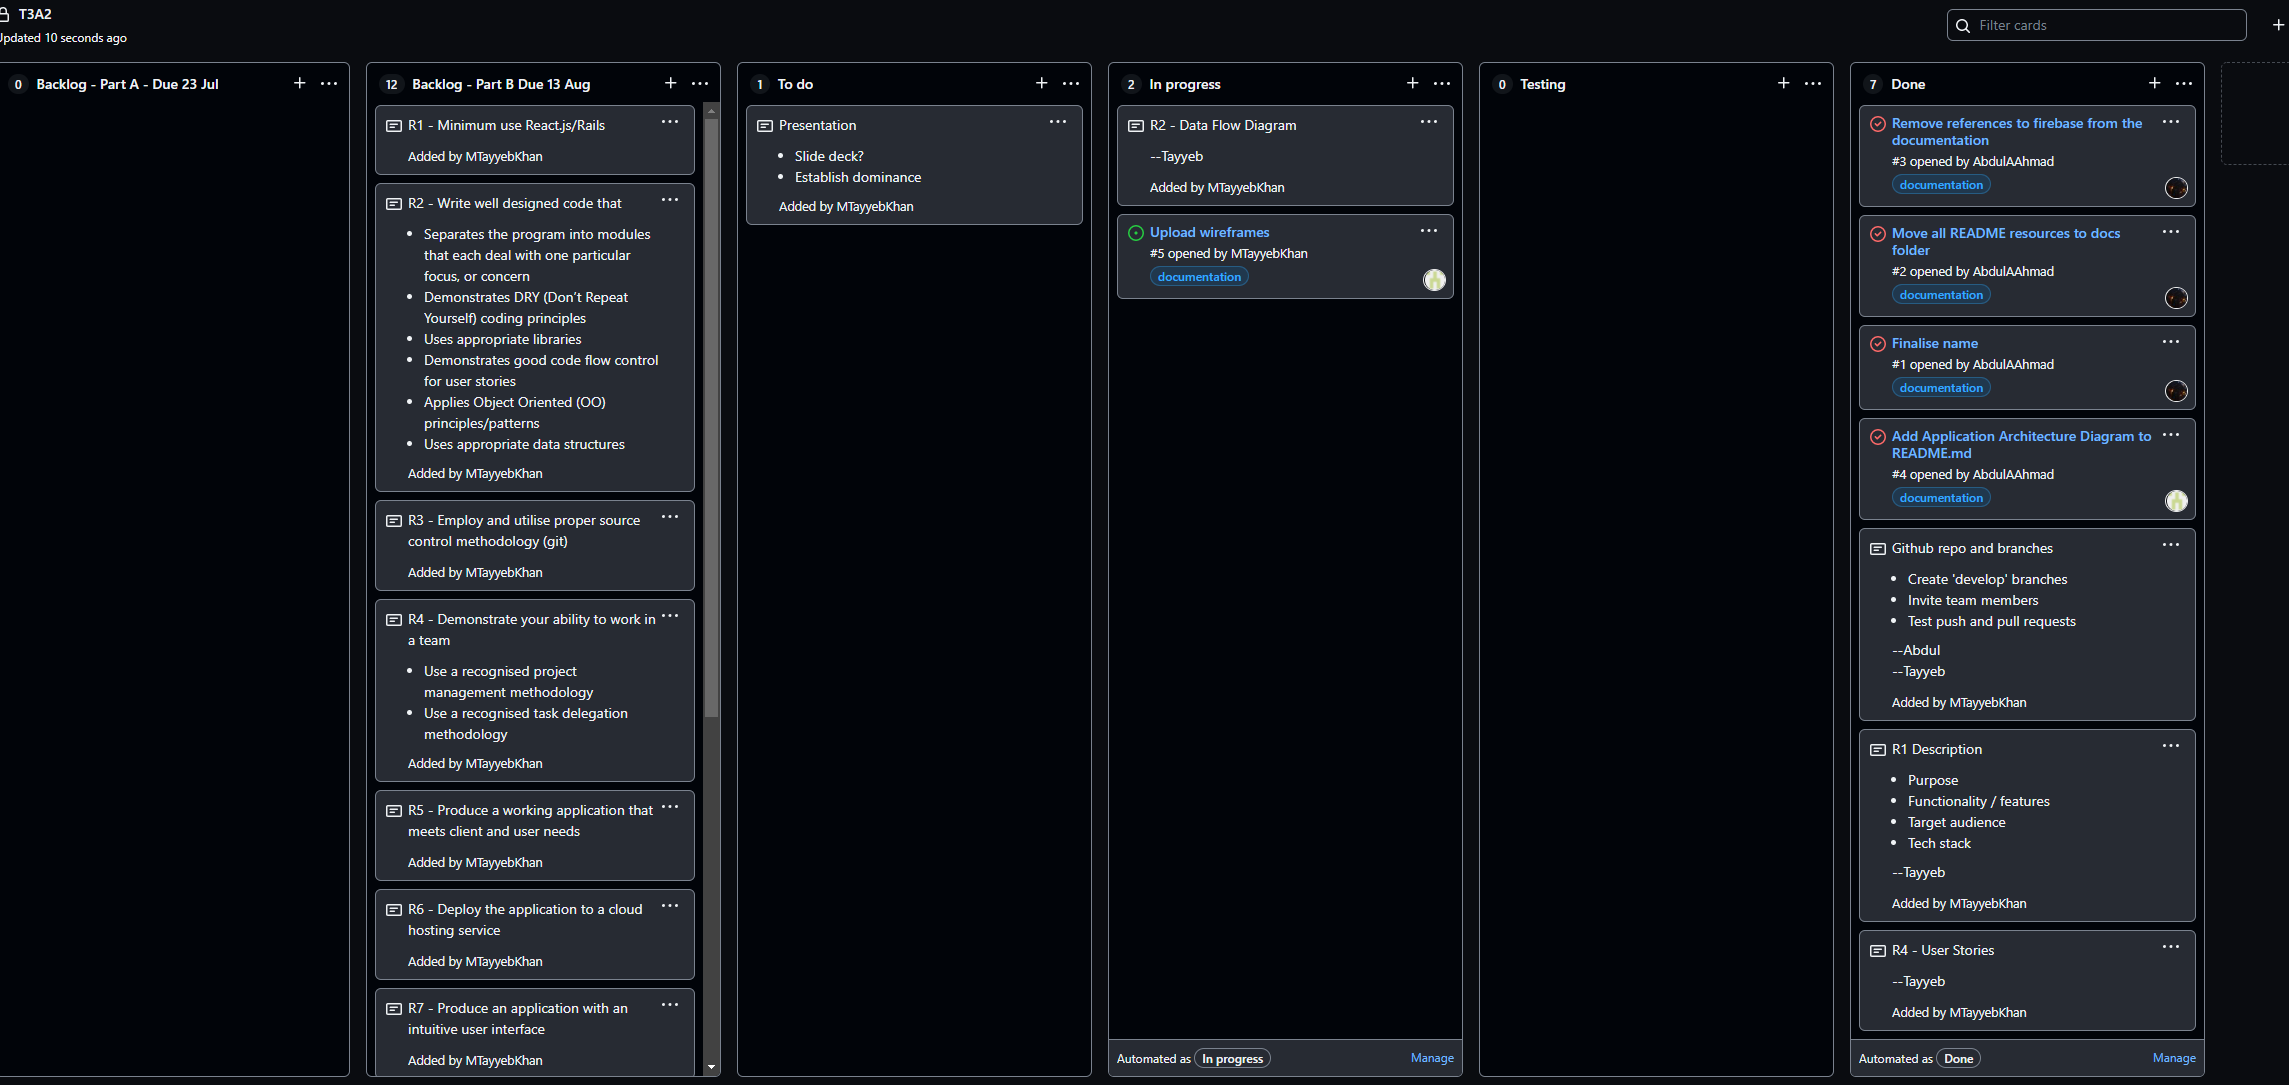 T3A2
Updated 10 seconds ago
Filter cards
0 Backlog - Part A - Due 23 Jul
12 Backlog - Part B Due 13 Aug
R1 - Minimum use React.js/Rails
Added by MTayyebKhan
R2 - Write well designed code that
Separates the program into modules
that each deal with one particular
focus, or concern
Demonstrates DRY (Don't Repeat
Yourself) coding principles
Uses appropriate libraries
Demonstrates good code flow control
for user stories
Applies Object Oriented (OO)
principles/patterns
Uses appropriate data structures
Added by MTayyebKhan
R3 - Employ and utilise proper source
control methodology (git)
Added by MTayyebKhan
R4 - Demonstrate your ability to work in
a team
Use a recognised project
management methodology
Use a recognised task delegation
methodology
Added by MTayyebKhan
R5 - Produce a working application that
meets client and user needs
Added by MTayyebKhan
R6 - Deploy the application to a cloud
hosting service
Added by MTayyebKhan
R7 - Produce an application with an
intuitive user interface
Added by MTayyebKhan
1 To do
Presentation
Slide deck?
Establish dominance
Added by MTayyebKhan
2 In progress
R2 - Data Flow Diagram
--Tayyeb
Added by MTayyebKhan
Upload wireframes
#5 opened by MTayyebKhan
documentation
Automated as In progress Manage
0 Testing
7 Done
Remove references to firebase from the
documentation
#3 opened by AbdulAAhmad
documentation
Move all README resources to docs
folder
#2 opened by AbdulAAhmad
documentation
Finalise name
#1 opened by AbdulAAhmad
documentation
Add Application Architecture Diagram to
README.md
#4 opened by AbdulAAhmad
documentation
Github repo and branches
Create 'develop' branches
Invite team members
Test push and pull requests
--Abdul
--Tayyeb
Added by MTayyebKhan
R1 Description
Purpose
Functionality / features
Target audience
Tech stack
--Tayyeb
Added by MTayyebKhan
R4 - User Stories
--Tayyeb
Added by MTayyebKhan
Automated as Done Manage